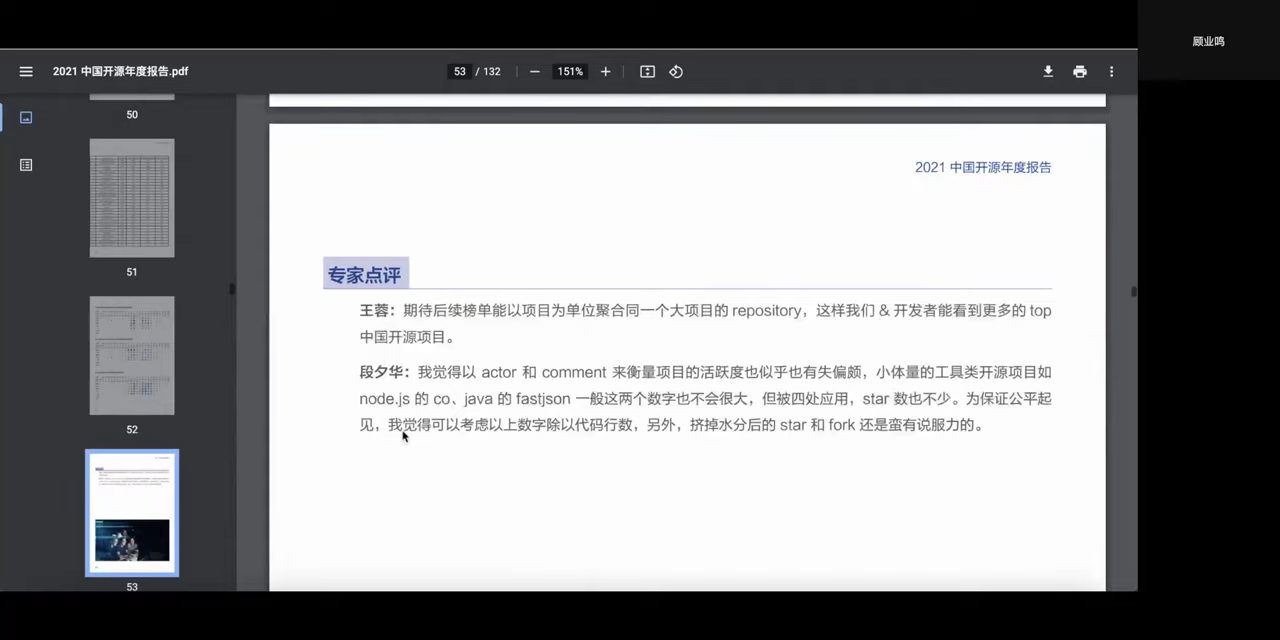 顾业鸣
2021 中国开源年度报告.pdf
53 / 132
151%
50
51
52
53
2021 中国开源年度报告
专家点评
王蓉：期待后续榜单能以项目为单位聚合同一个大项目的 repository，这样我们 & 开发者能看到更多的 top
中国开源项目。
段夕华：我觉得以 actor 和 comment 来衡量项目的活跃度也似乎也有失偏颇，小体量的工具类开源项目如
node.js 的 co、java 的 fastjson 一般这两个数字也不会很大，但被四处应用，star 数也不少。为保证公平起
见，我觉得可以考虑以上数字除以代码行数，另外，挤掉水分后的 star 和 fork 还是蛮有说服力的。